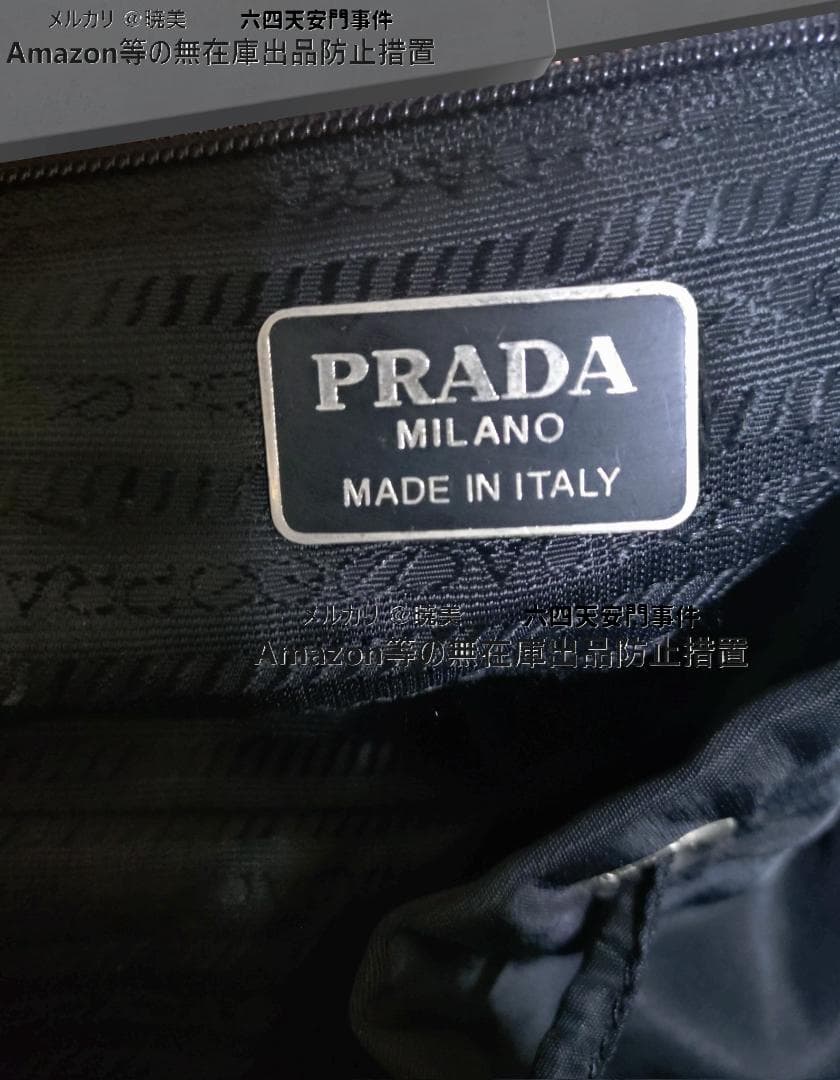 メルカリ @暁美 六四天安門事件
Amazon等の無在庫出品防止措置
PRADA
MILANO
MADE IN ITALY
メルカリ @暁美 六四天安門事件
Amazon等の無在庫出品防止措置